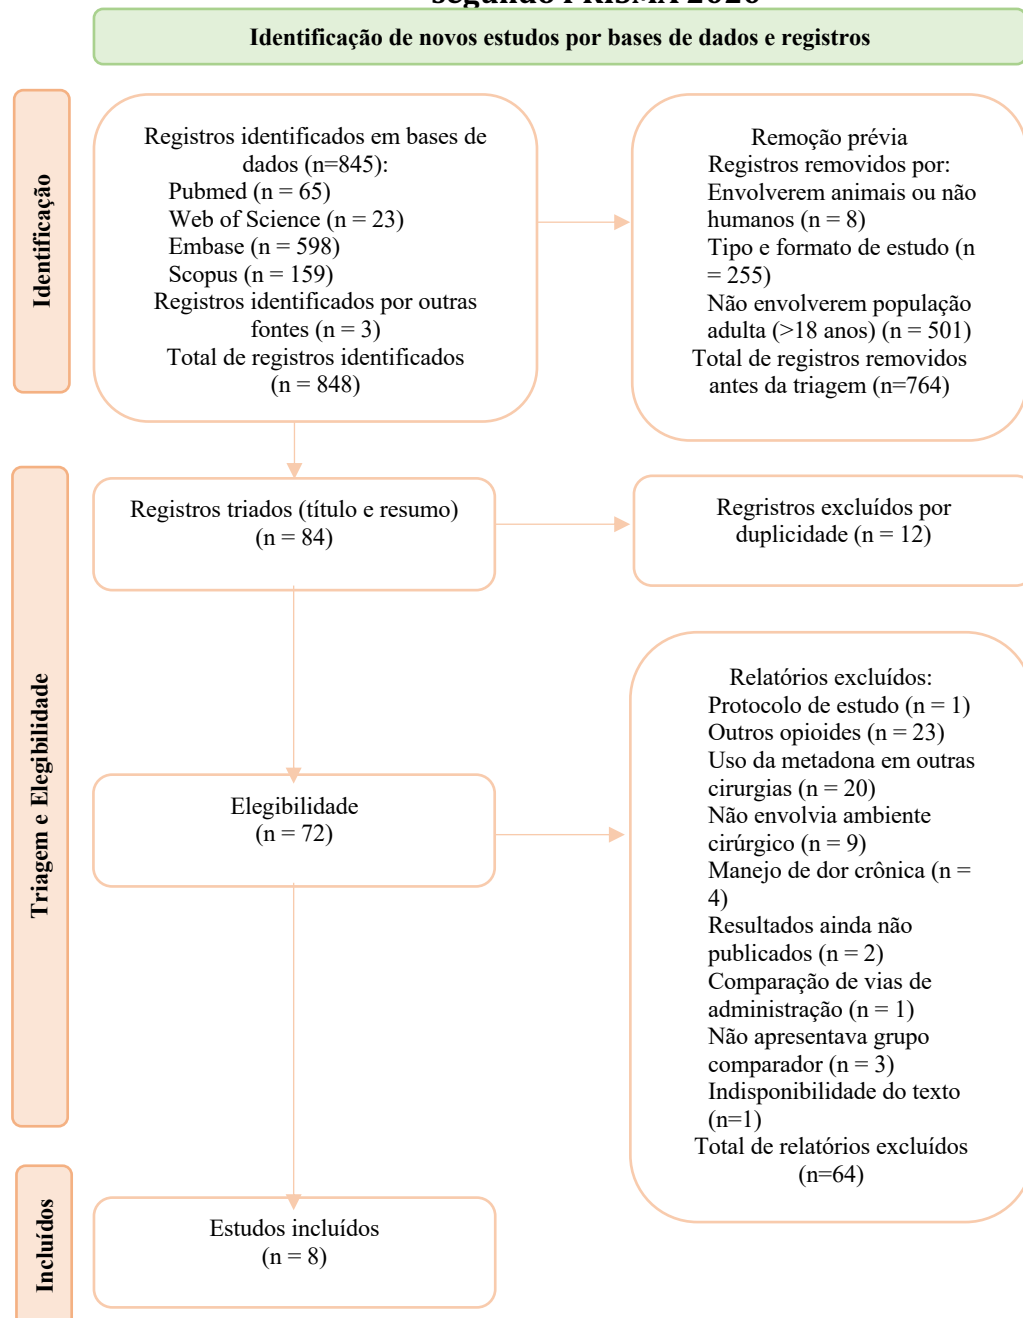 segundo PRISMA 2020
Identificação de novos estudos por bases de dados e registros
Identificação
Registros identificados em bases de
dados (n=845):
Pubmed (n = 65)
Web of Science (n = 23)
Embase (n = 598)
Scopus (n = 159)
Registros identificados por outras
fontes (n = 3)
Total de registros identificados
(n = 848)
Remoção prévia
Registros removidos por:
Envolverem animais ou não
humanos (n = 8)
Tipo e formato de estudo (n
= 255)
Não envolverem população
adulta (>18 anos) (n = 501)
Total de registros removidos
antes da triagem (n=764)
Triagem e Elegibilidade
Registros triados (título e resumo)
(n = 84)
Regristros excluídos por
duplicidade (n = 12)
Elegibilidade
(n = 72)
Relatórios excluídos:
Protocolo de estudo (n = 1)
Outros opioides (n = 23)
Uso da metadona em outras
cirurgias (n = 20)
Não envolvia ambiente
cirúrgico (n = 9)
Manejo de dor crônica (n =
4)
Resultados ainda não
publicados (n = 2)
Comparação de vias de
administração (n = 1)
Não apresentava grupo
comparador (n = 3)
Indisponibilidade do texto
(n=1)
Total de relatórios excluídos
(n=64)
Incluídos
Estudos incluídos
(n = 8)